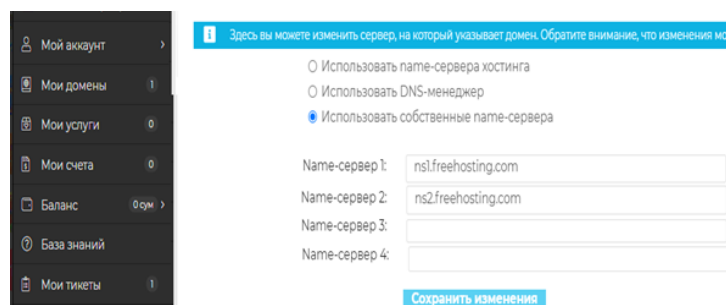 Мой аккаунт
Мои домены 1
Мои услуги 0
Мои счета 0
Баланс 0 сум
База знаний
Мои тикеты 1
Здесь вы можете изменить сервер, на который указывает домен. Обратите внимание, что изменения мо
Использовать name-сервера хостинга
Использовать DNS-менеджер
Использовать собственные name-сервера
Name-сервер 1: ns1.freehosting.com
Name-сервер 2: ns2.freehosting.com
Name-сервер 3:
Name-сервер 4:
Сохранить изменения